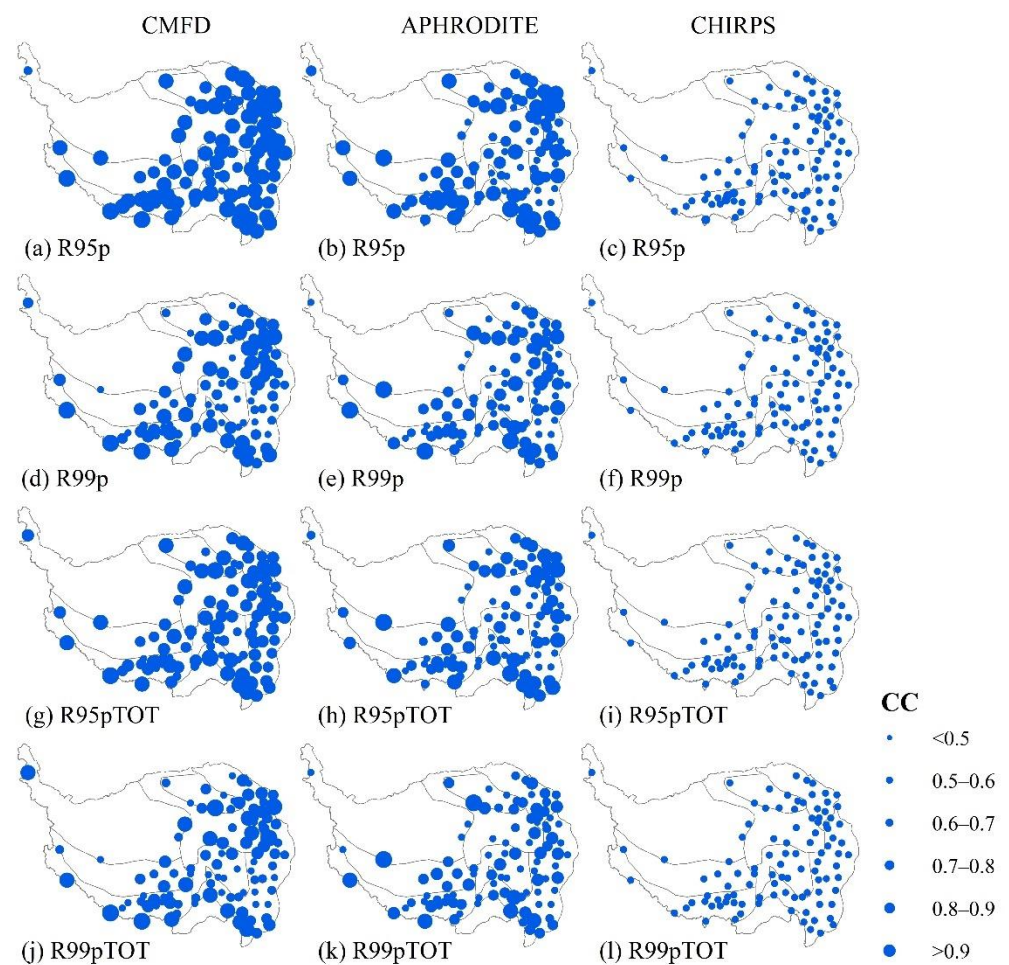 CMFD APHRODITE CHIRPS
(a) R95p (b) R95p (c) R95p
(d) R99p (e) R99p (f) R99p
(g) R95pTOT (h) R95pTOT (i) R95pTOT
(j) R99pTOT (k) R99pTOT (l) R99pTOT
CC
<0.5
0.5–0.6
0.6–0.7
0.7–0.8
0.8–0.9
>0.9